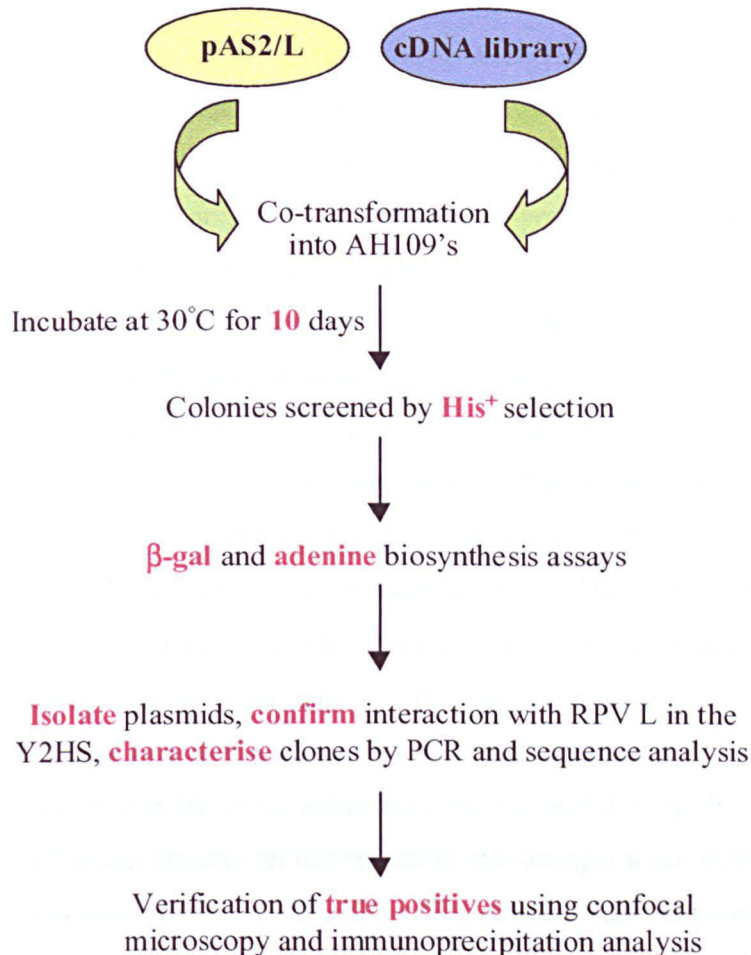 pAS2/L
cDNA library
Co-transformation
into AH109's
Incubate at 30°C for 10 days
Colonies screened by His⁺ selection
β-gal and adenine biosynthesis assays
Isolate plasmids, confirm interaction with RPV L in the
Y2HS, characterise clones by PCR and sequence analysis
Verification of true positives using confocal
microscopy and immunoprecipitation analysis